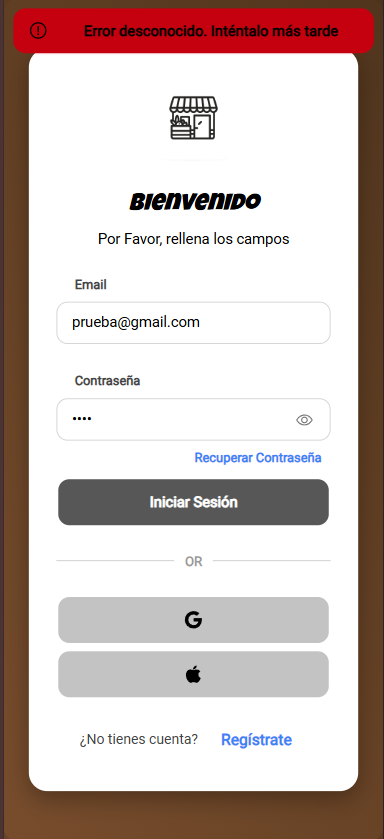 Error desconocido. Inténtalo más tarde
Bienvenido
Por Favor, rellena los campos
Email
prueba@gmail.com
Contraseña
••••
Recuperar Contraseña
Iniciar Sesión
OR
G
¿No tienes cuenta? Regístrate